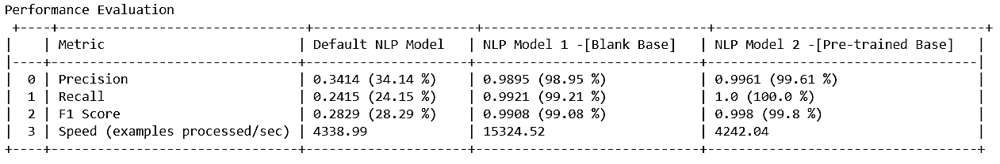 Performance Evaluation
+----+--------------------------------+---------------------+------------------------------+-----------------------------------+
|    | Metric                         | Default NLP Model   | NLP Model 1 -[Blank Base]   | NLP Model 2 -[Pre-trained Base]   |
|----+--------------------------------+---------------------+-----------------------------+-----------------------------------|
|  0 | Precision                      | 0.3414 (34.14 %)    | 0.9895 (98.95 %)            | 0.9961 (99.61 %)                  |
|  1 | Recall                         | 0.2415 (24.15 %)    | 0.9921 (99.21 %)            | 1.0 (100.0 %)                     |
|  2 | F1 Score                       | 0.2829 (28.29 %)    | 0.9908 (99.08 %)            | 0.998 (99.8 %)                    |
|  3 | Speed (examples processed/sec) | 4338.99             | 15324.52                    | 4242.04                           |
+----+--------------------------------+---------------------+-----------------------------+-----------------------------------+